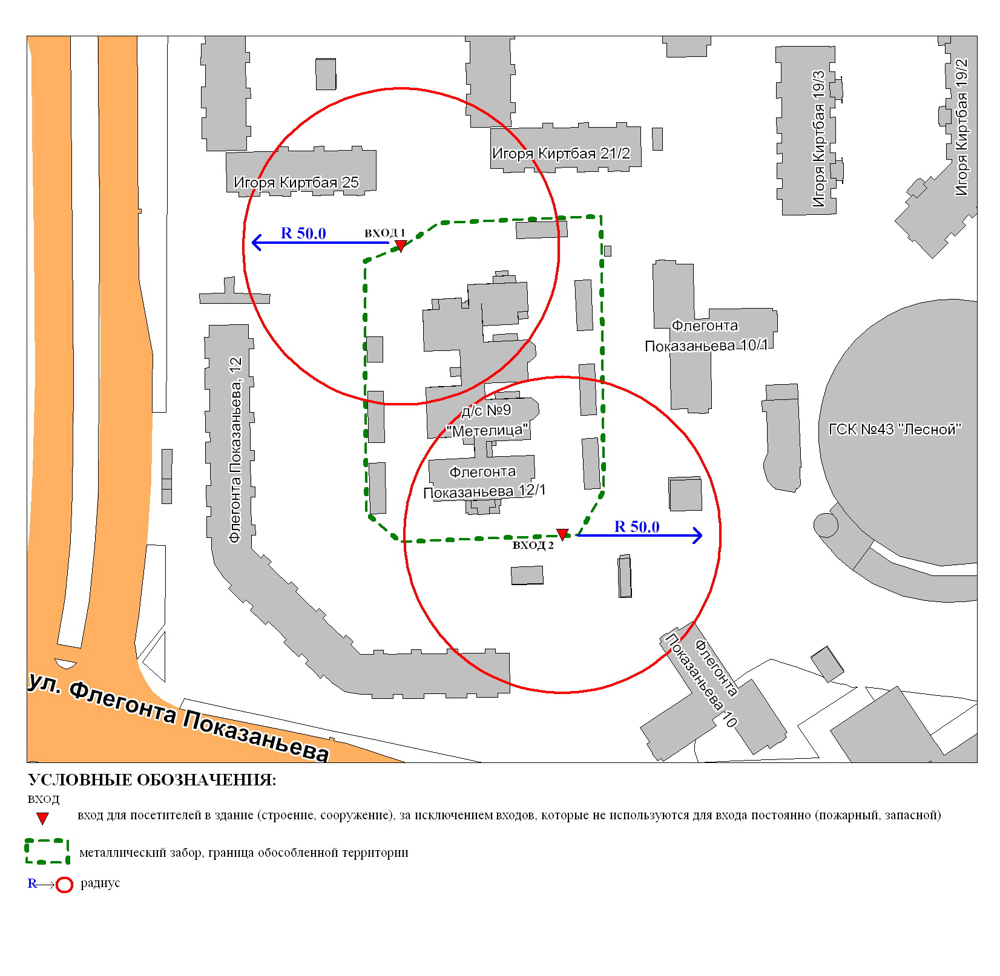 Игоря Киртбая 19/2
Игоря Киртбая 19/3
Игоря Киртбая 21/2
Игоря Киртбая 25
R 50.0
ВХОД 1
Флегонта
Показаньева 10/1
Флегонта Показаньева, 12
д/с №9
"Метелица"
ГСК №43 "Лесной"
Флегонта
Показаньева 12/1
R 50.0
ВХОД 2
Флегонта
Показаньева 10
ул. Флегонта Показаньева
УСЛОВНЫЕ ОБОЗНАЧЕНИЯ:
ВХОД
вход для посетителей в здание (строение, сооружение), за исключением входов, которые не используются для входа постоянно (пожарный, запасной)
металлический забор, граница обособленной территории
R
радиус